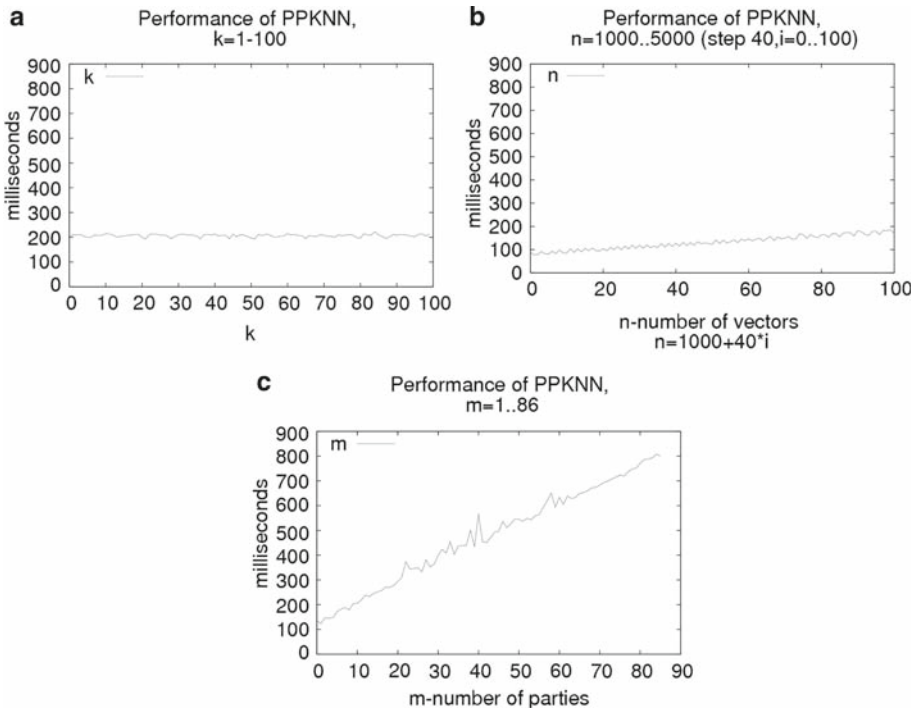 a
Performance of PPKNN,
k=1-100
900
800
700
600
500
400
300
200
100
0
milliseconds
k
0 10 20 30 40 50 60 70 80 90 100
k
b
Performance of PPKNN,
n=1000..5000 (step 40,i=0..100)
900
800
700
600
500
400
300
200
100
0
milliseconds
n
0 20 40 60 80 100
n-number of vectors
n=1000+40*i
c
Performance of PPKNN,
m=1..86
900
800
700
600
500
400
300
200
100
0
milliseconds
m
0 10 20 30 40 50 60 70 80 90
m-number of parties